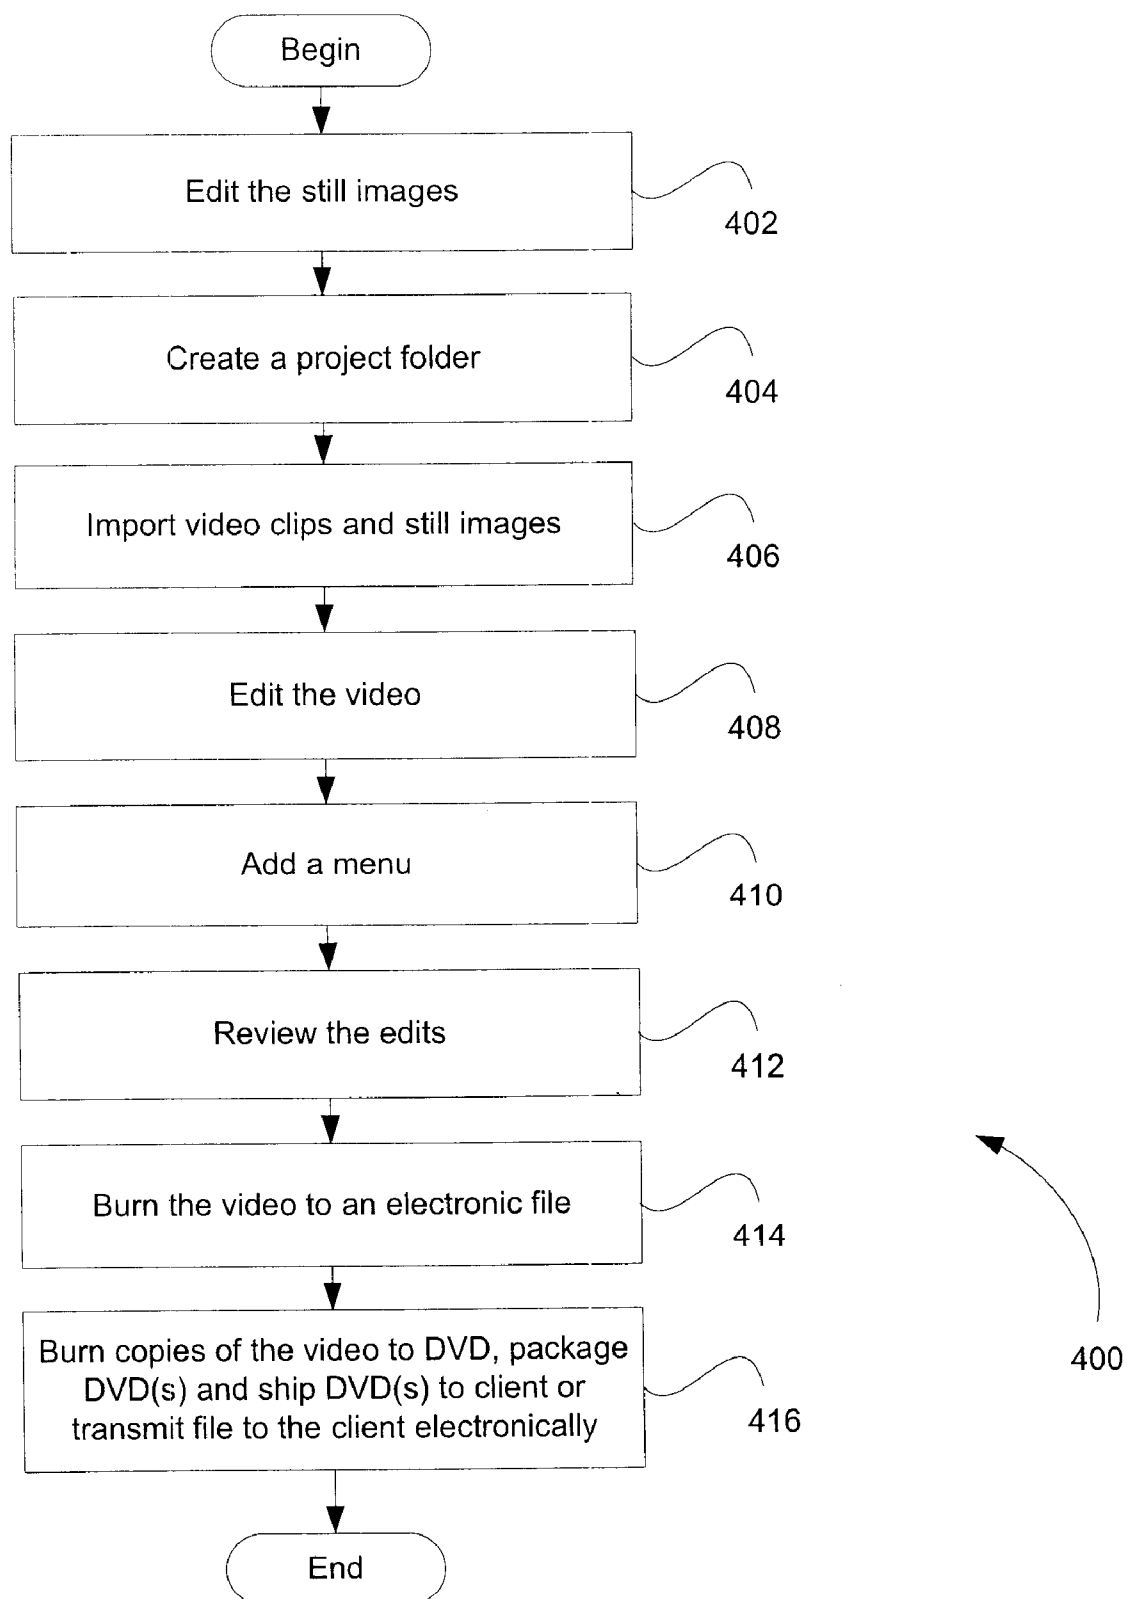 Begin
Edit the still images
402
Create a project folder
404
Import video clips and still images
406
Edit the video
408
Add a menu
410
Review the edits
412
Burn the video to an electronic file
414
Burn copies of the video to DVD, package
DVD(s) and ship DVD(s) to client or
transmit file to the client electronically
416
400
End